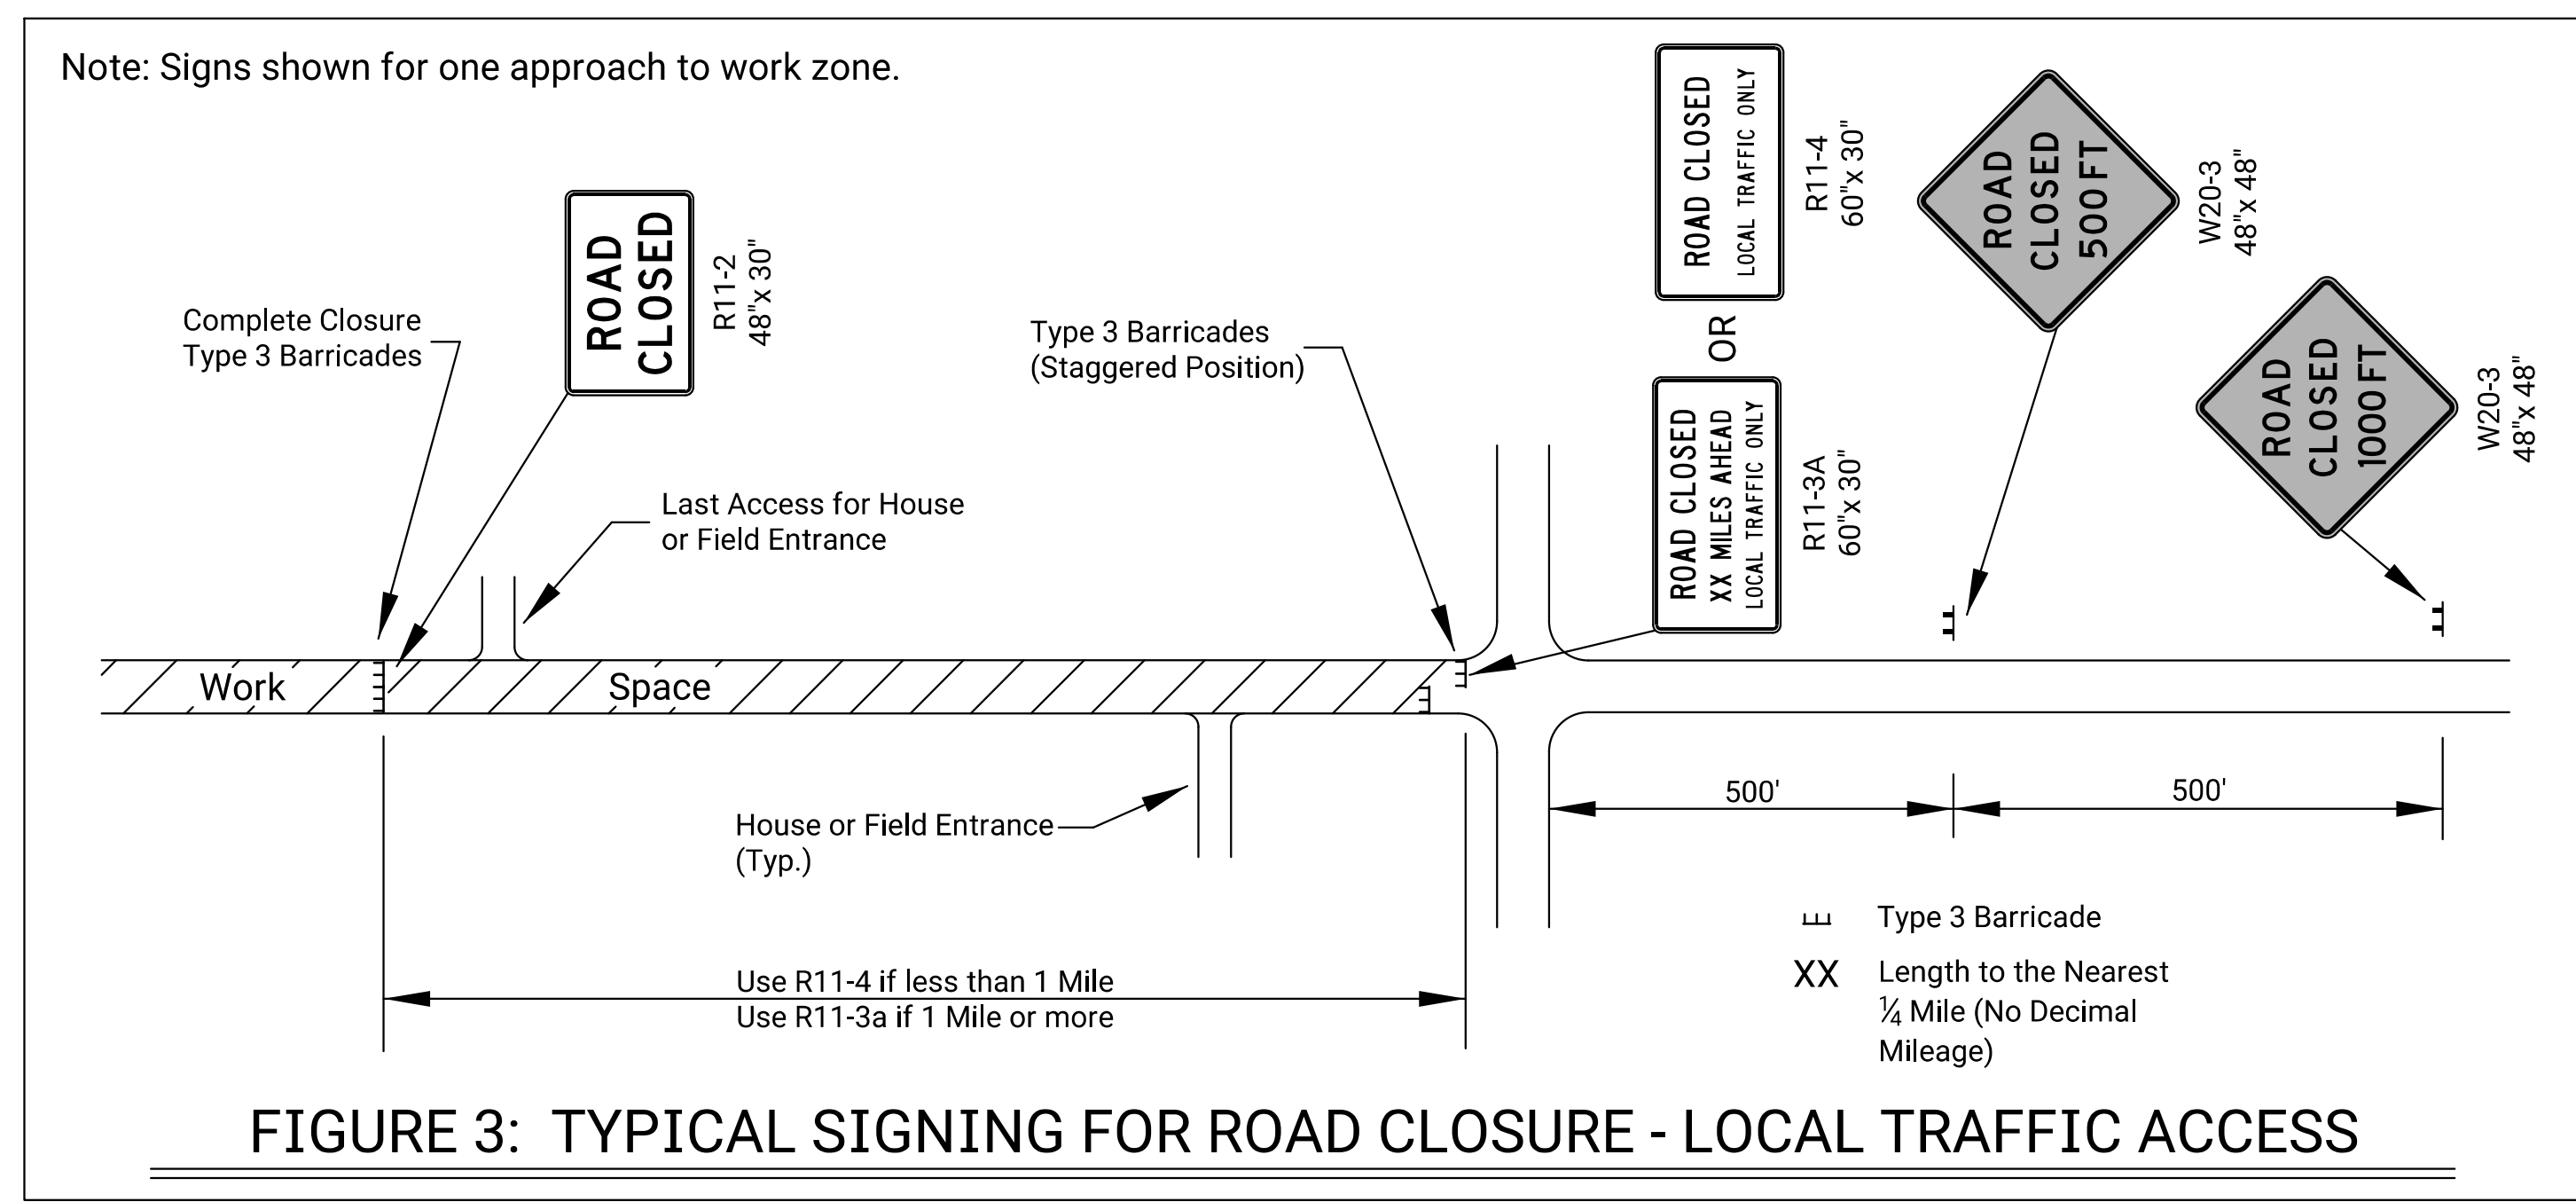 Note: Signs shown for one approach to work zone.
ROAD CLOSED
LOCAL TRAFFIC ONLY
R11-4
60"x 30"
ROAD
CLOSED
500FT
W20-3
48"x 48"
ROAD
CLOSED
R11-2
48"x 30"
Complete Closure
Type 3 Barricades
Type 3 Barricades
(Staggered Position)
OR
ROAD CLOSED
XX MILES AHEAD
LOCAL TRAFFIC ONLY
R11-3A
60"x 30"
ROAD
CLOSED
1000FT
W20-3
48"x 48"
Last Access for House
or Field Entrance
Work
Space
House or Field Entrance
(Typ.)
500'
500'
Type 3 Barricade
XX Length to the Nearest
¼ Mile (No Decimal
Mileage)
Use R11-4 if less than 1 Mile
Use R11-3a if 1 Mile or more
FIGURE 3: TYPICAL SIGNING FOR ROAD CLOSURE - LOCAL TRAFFIC ACCESS